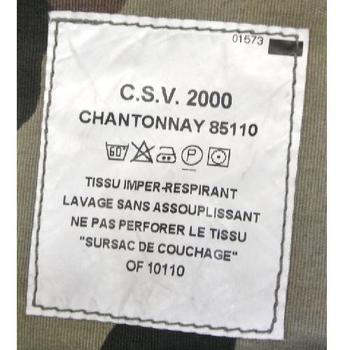 01573
C.S.V. 2000
CHANTONNAY 85110
60° P
TISSU IMPER-RESPIRANT
LAVAGE SANS ASSOUPLISSANT
NE PAS PERFORER LE TISSU
"SURSAC DE COUCHAGE"
OF 10110